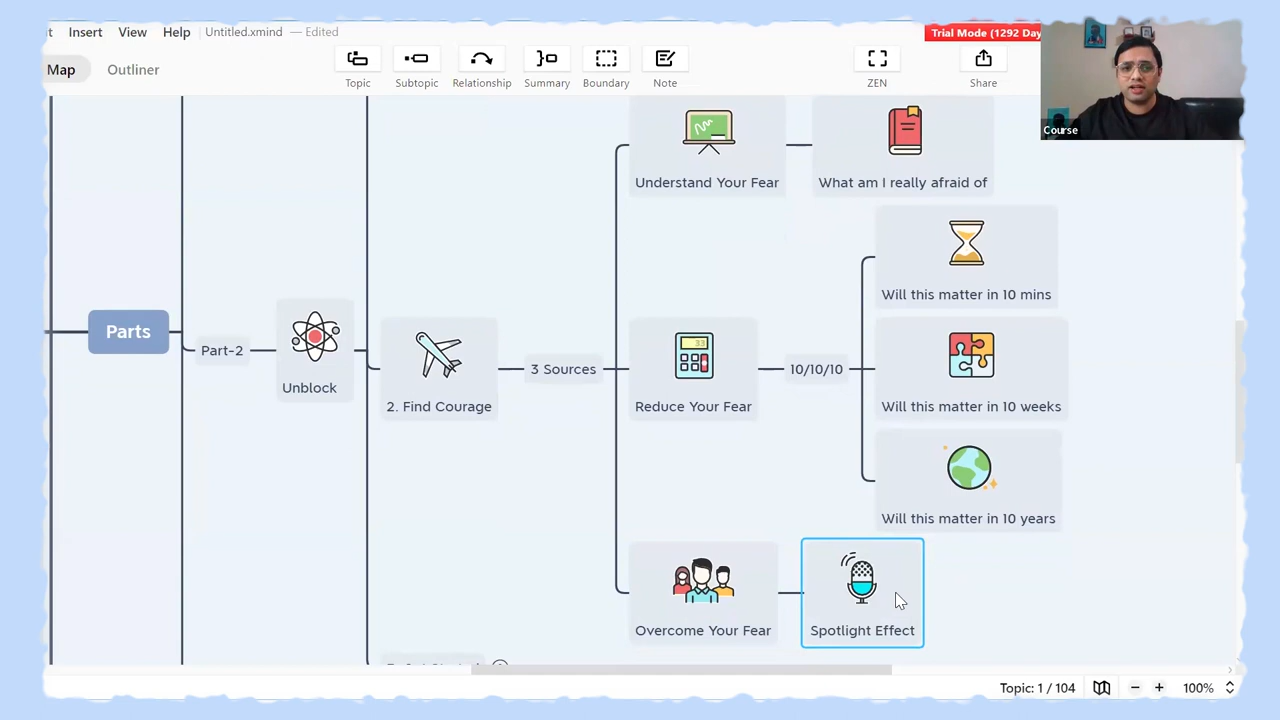 Insert View Help Untitled.xmind — Edited
Trial Mode (1292 Day
Map Outliner
Topic Subtopic Relationship Summary Boundary Note ZEN Share
Course
Understand Your Fear
What am I really afraid of
Will this matter in 10 mins
Parts
Part-2
Unblock
2. Find Courage
3 Sources
Reduce Your Fear
10/10/10
Will this matter in 10 weeks
Will this matter in 10 years
Overcome Your Fear
Spotlight Effect
Topic: 1 / 104
100%